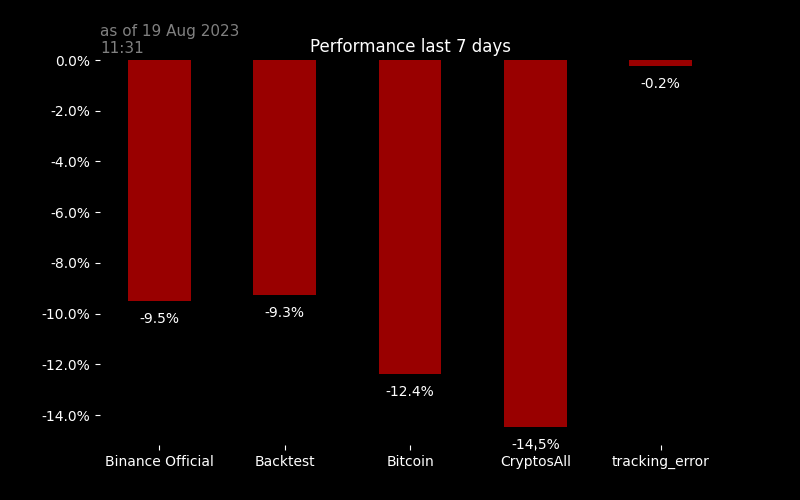 as of 19 Aug 2023
11:31
Performance last 7 days
0.0%
-2.0%
-4.0%
-6.0%
-8.0%
-10.0%
-12.0%
-14.0%
-9.5%
-9.3%
-12.4%
-14.5%
-0.2%
Binance Official
Backtest
Bitcoin
CryptosAll
tracking_error